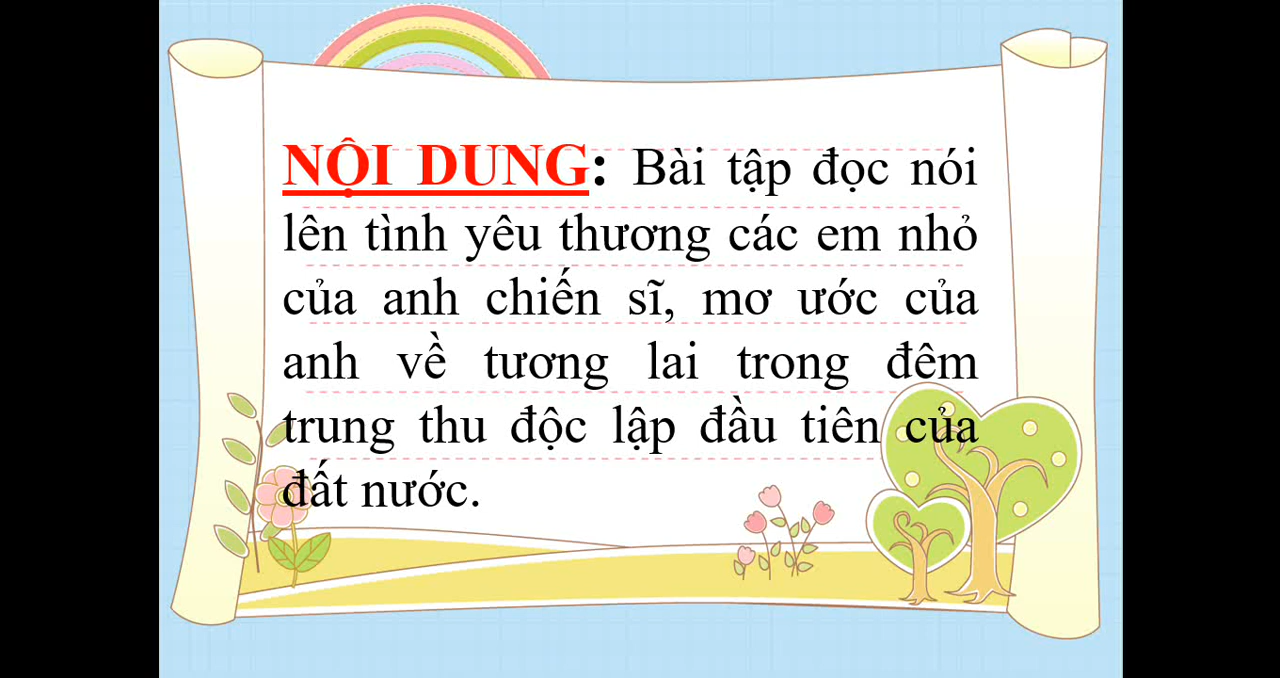 NỘI DUNG: Bài tập đọc nói
lên tình yêu thương các em nhỏ
của anh chiến sĩ, mơ ước của
anh về tương lai trong đêm
trung thu độc lập đầu tiên của
đất nước.